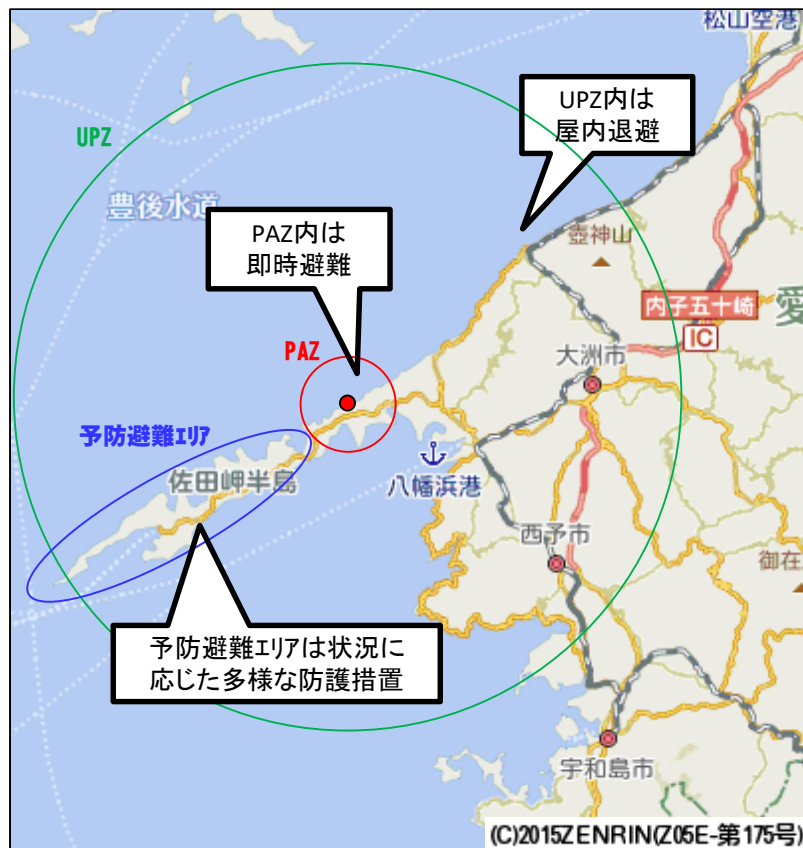 松山空港
UPZ内は
屋内退避
UPZ
豊後水道
PAZ内は
即時避難
壺神山
内子五十崎
IC
愛
PAZ
大洲市
予防避難ｴﾘｱ
佐田岬半島
八幡浜港
西予市
御在
予防避難ｴﾘｱは状況に
応じた多様な防護措置
宇和島市
(C)2015ZENRIN(Z05E-第175号)